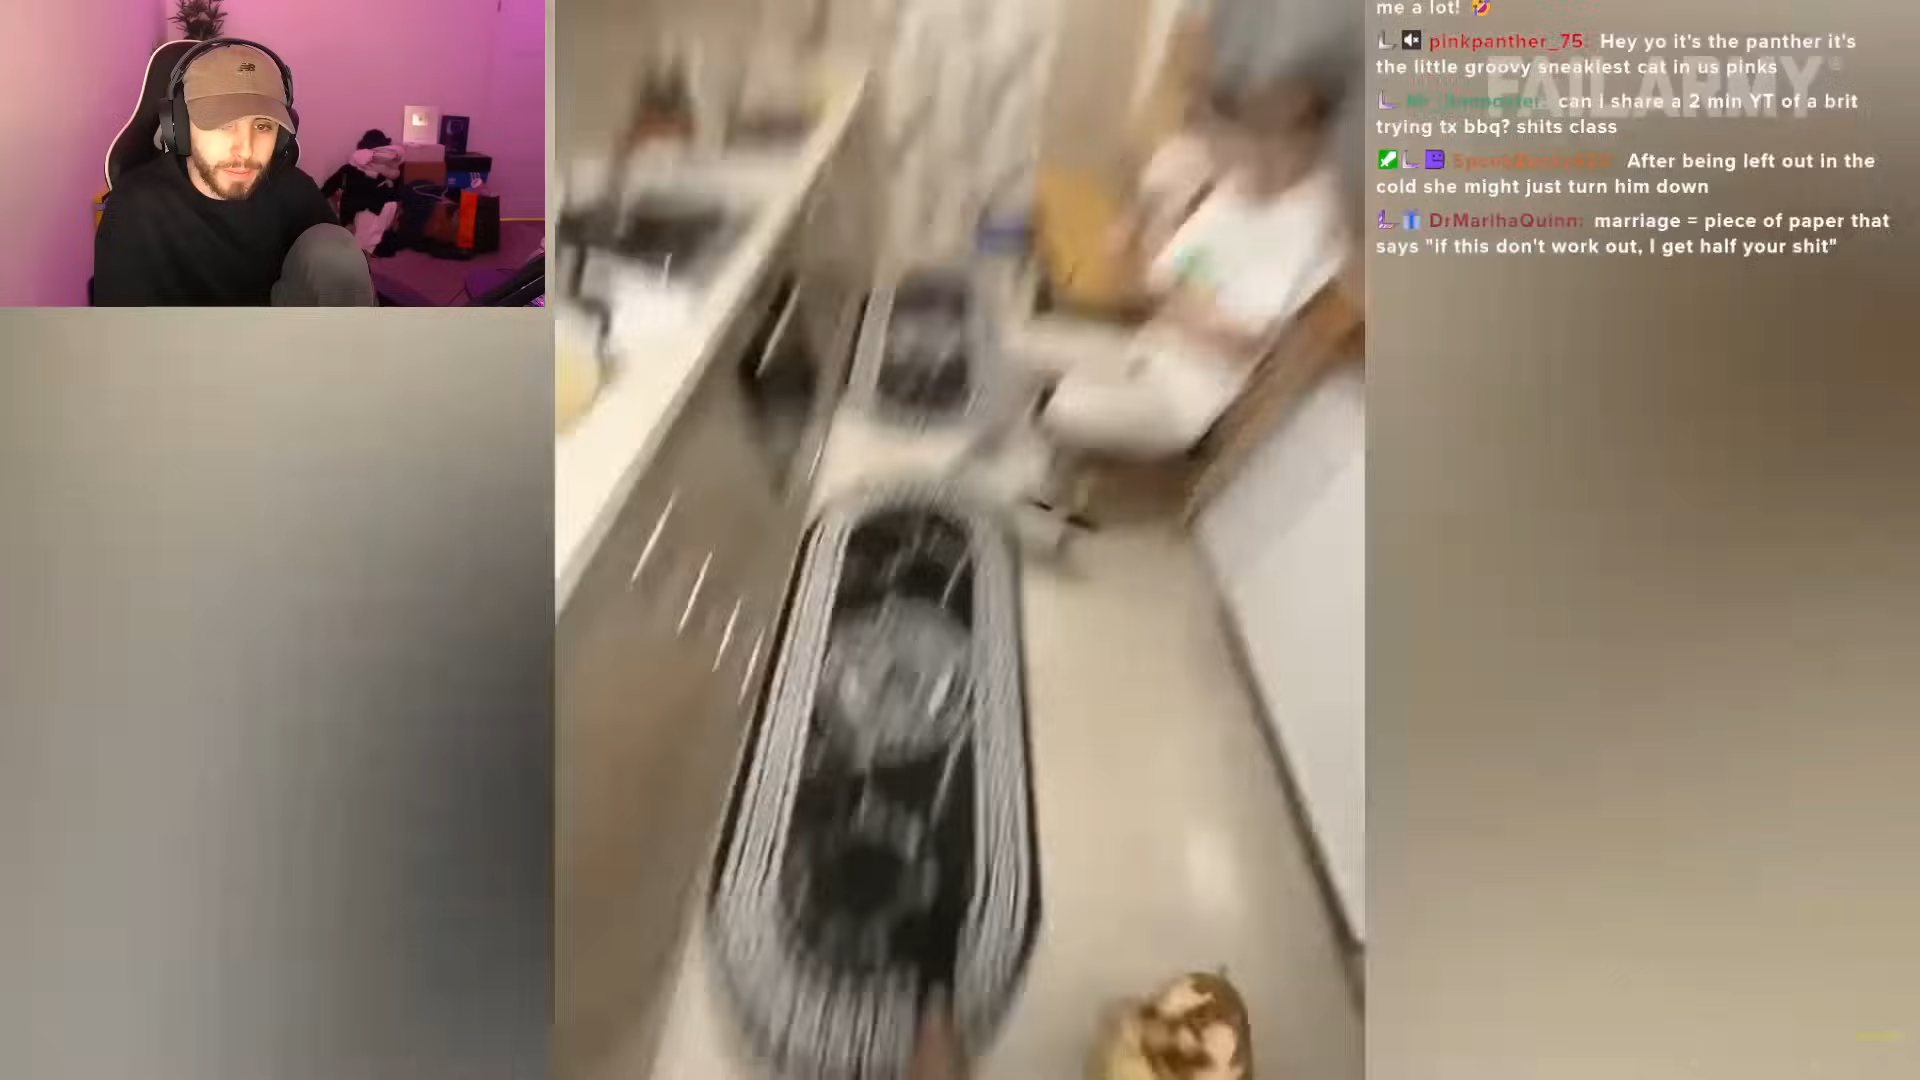 me a lot! 🤣
pinkpanther_75: Hey yo it's the panther it's
the little groovy sneakiest cat in us pinks
can I share a 2 min YT of a brit
trying tx bbq? shits class
After being left out in the
cold she might just turn him down
DrMarihaQuinn: marriage = piece of paper that
says "if this don't work out, I get half your shit"
FAILARMY®